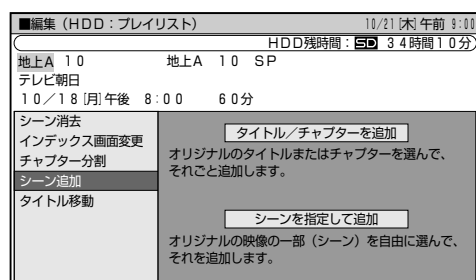 ■編集（HDD：プレイリスト） 10/21[木]午前 9:00
HDD残時間：SD 34時間10分
地上A 10 地上A 10 SP
テレビ朝日
10／18[月]午後 8:00 60分
シーン消去
インデックス画面変更
チャプター分割
シーン追加
タイトル移動
タイトル／チャプターを追加
オリジナルのタイトルまたはチャプターを選んで、
それごと追加します。
シーンを指定して追加
オリジナルの映像の一部（シーン）を自由に選んで、
それを追加します。